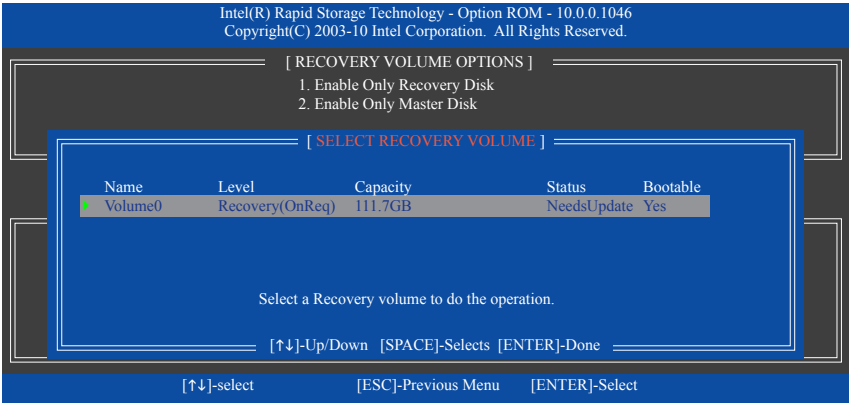 Intel(R) Rapid Storage Technology - Option ROM - 10.0.0.1046
Copyright(C) 2003-10 Intel Corporation. All Rights Reserved.
[ RECOVERY VOLUME OPTIONS ]
1. Enable Only Recovery Disk
2. Enable Only Master Disk
[ SELECT RECOVERY VOLUME ]
Name Level Capacity Status Bootable
Volume0 Recovery(OnReq) 111.7GB NeedsUpdate Yes
Select a Recovery volume to do the operation.
[↑↓]-Up/Down [SPACE]-Selects [ENTER]-Done
[↑↓]-select [ESC]-Previous Menu [ENTER]-Select